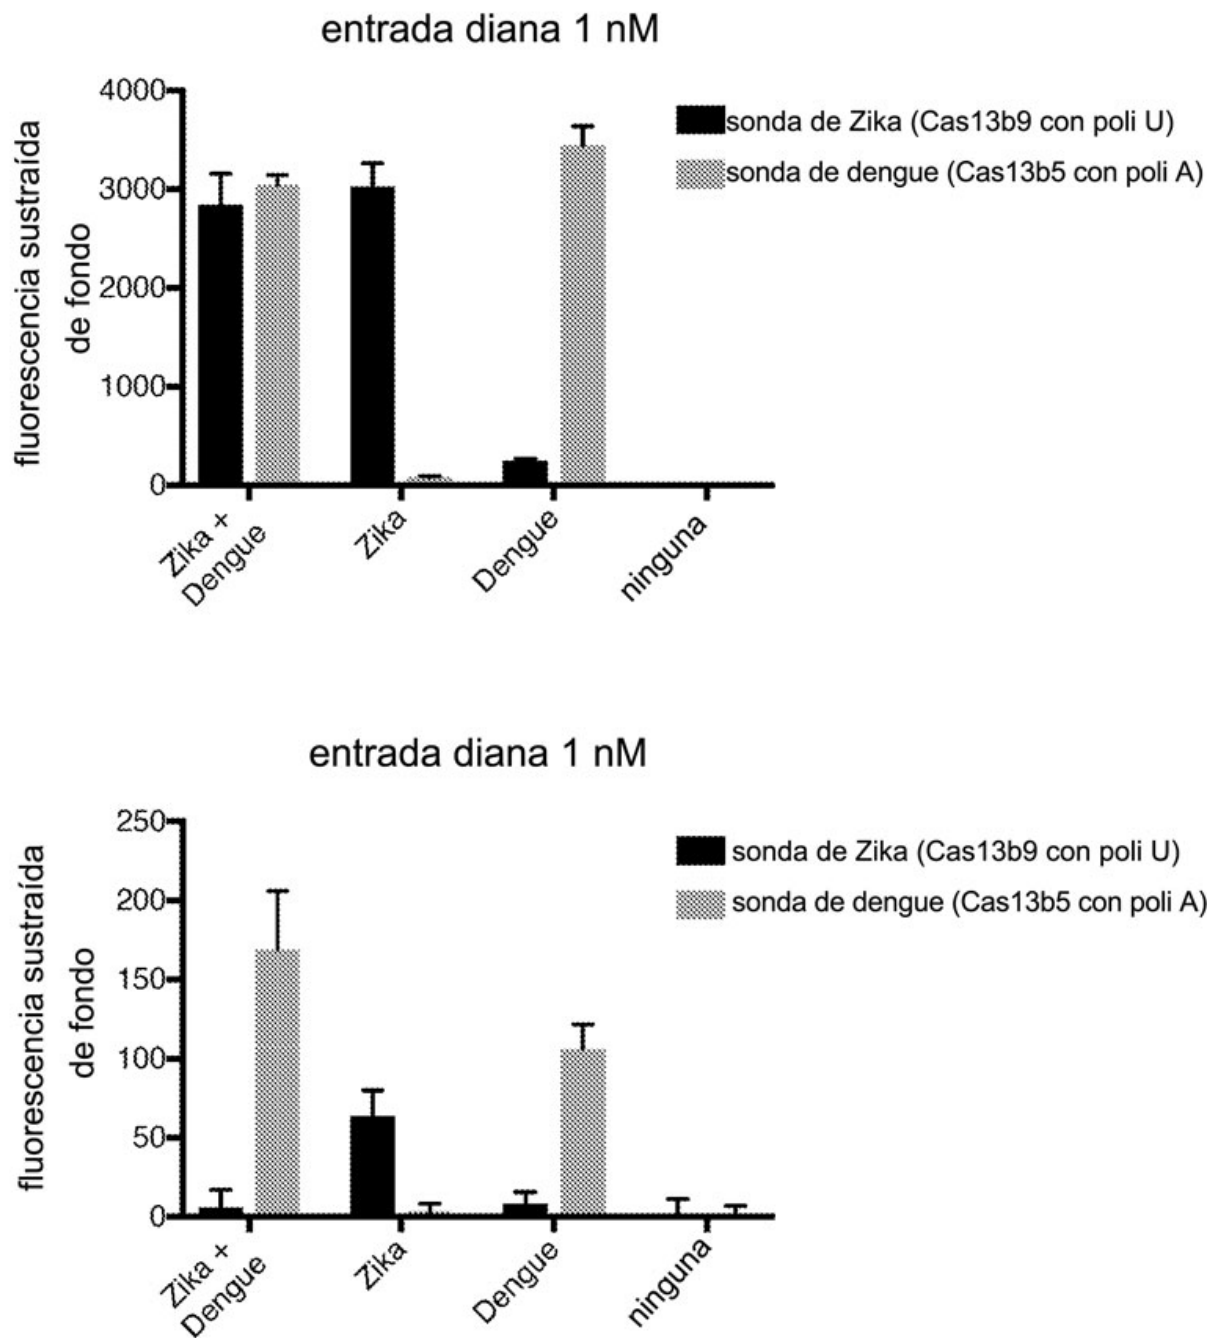 entrada diana 1 nM
fluorescencia sustraída
de fondo
4000
3000
2000
1000
0
sonda de Zika (Cas13b9 con poli U)
sonda de dengue (Cas13b5 con poli A)
Zika +
Dengue
Zika
Dengue
ninguna
entrada diana 1 nM
fluorescencia sustraída
de fondo
250
200
150
100
50
0
sonda de Zika (Cas13b9 con poli U)
sonda de dengue (Cas13b5 con poli A)
Zika +
Dengue
Zika
Dengue
ninguna